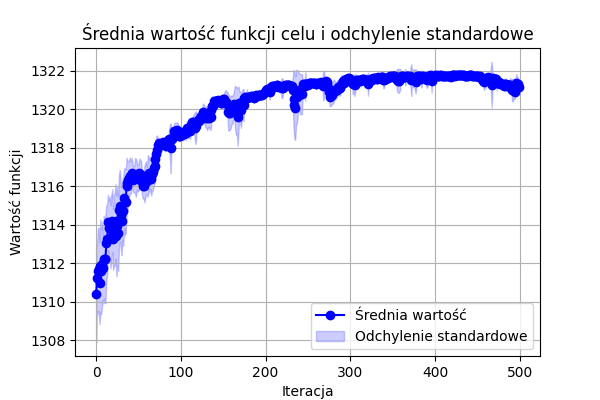 Średnia wartość funkcji celu i odchylenie standardowe
Wartość funkcji
1322
1320
1318
1316
1314
1312
1310
1308
Średnia wartość
Odchylenie standardowe
0 100 200 300 400 500
Iteracja